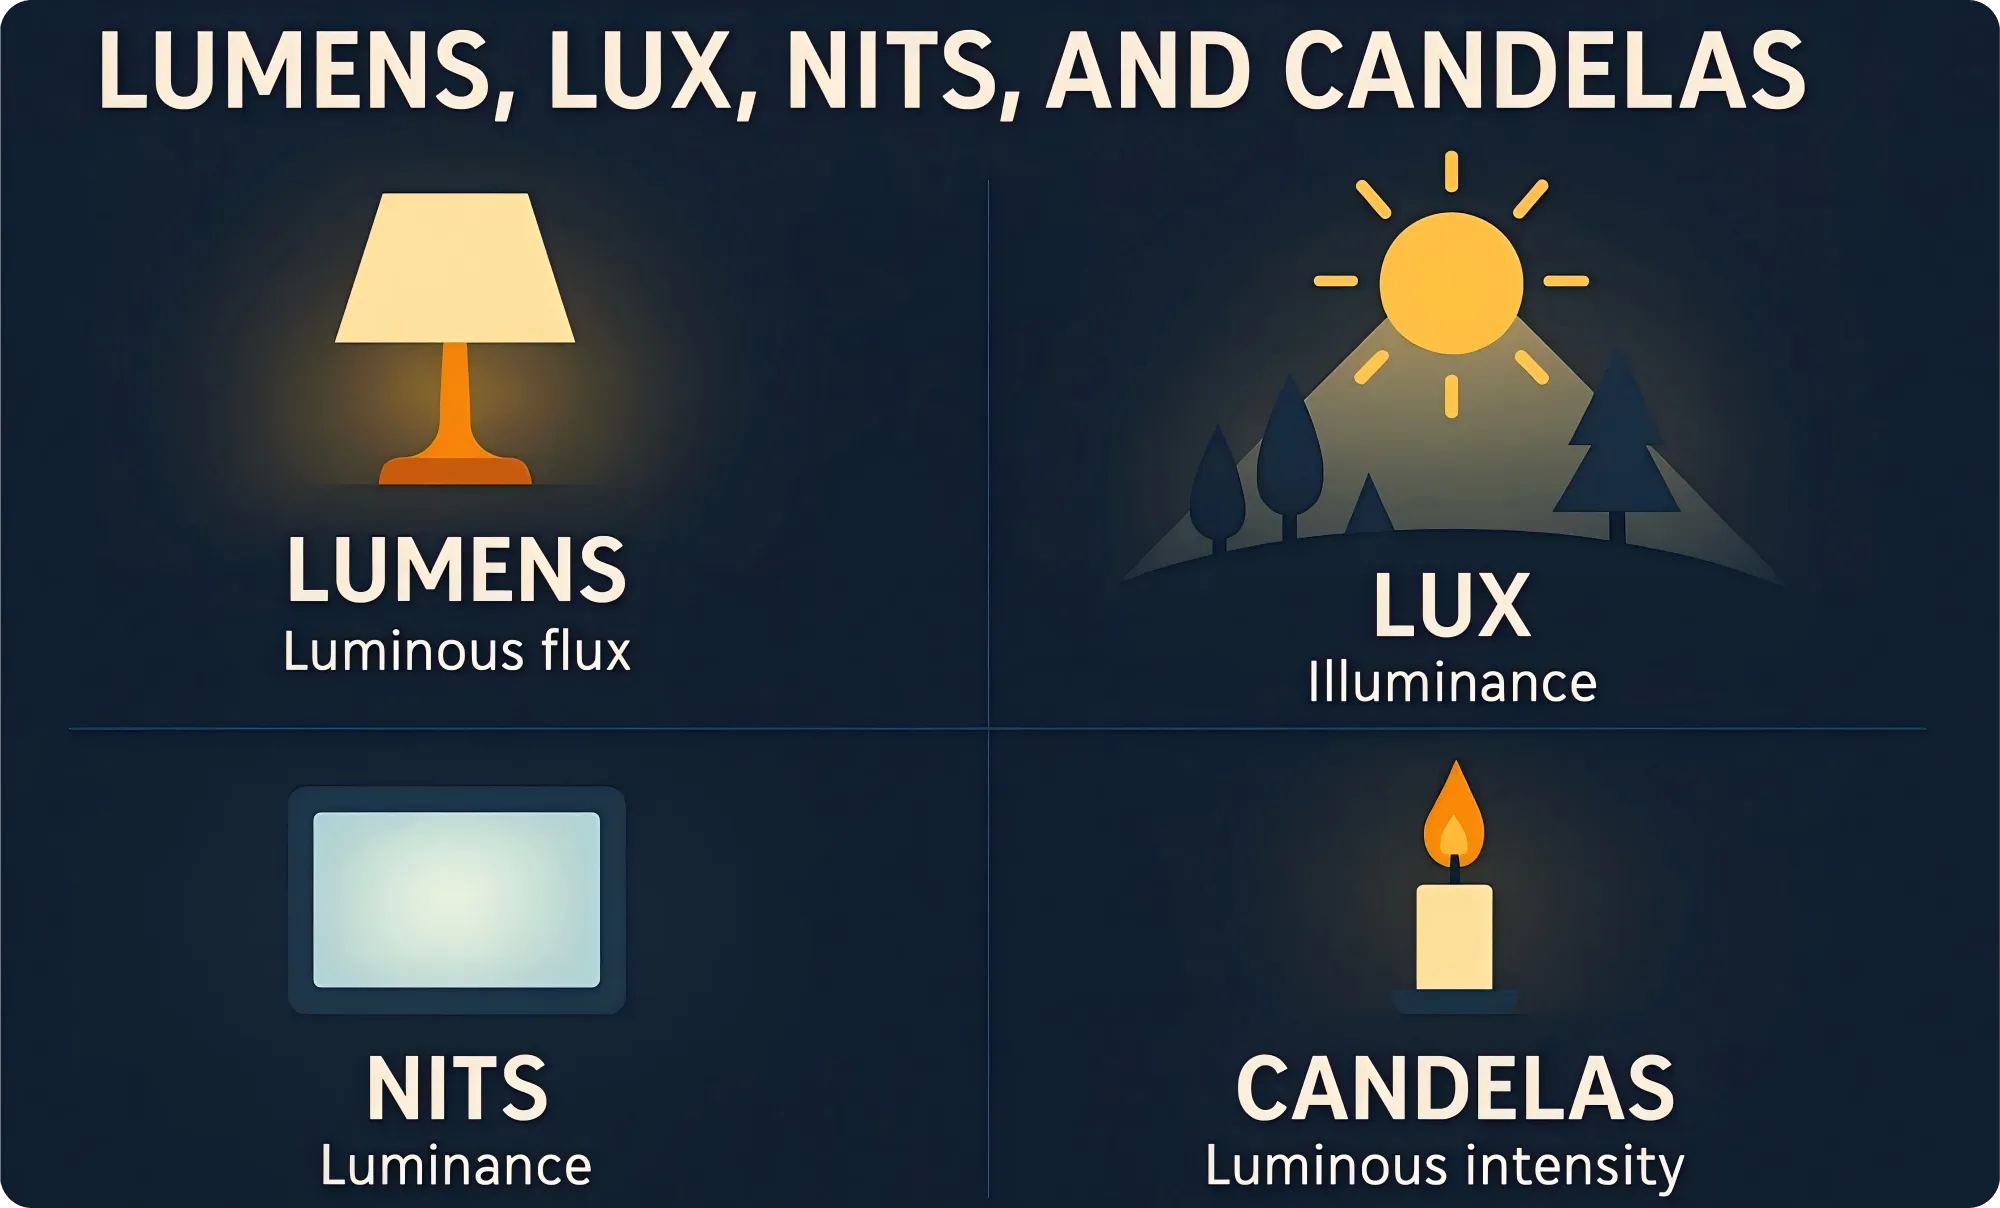 LUMENS, LUX, NITS, AND CANDELAS
LUMENS
Luminous flux
LUX
Illuminance
NITS
Luminance
CANDELAS
Luminous intensity